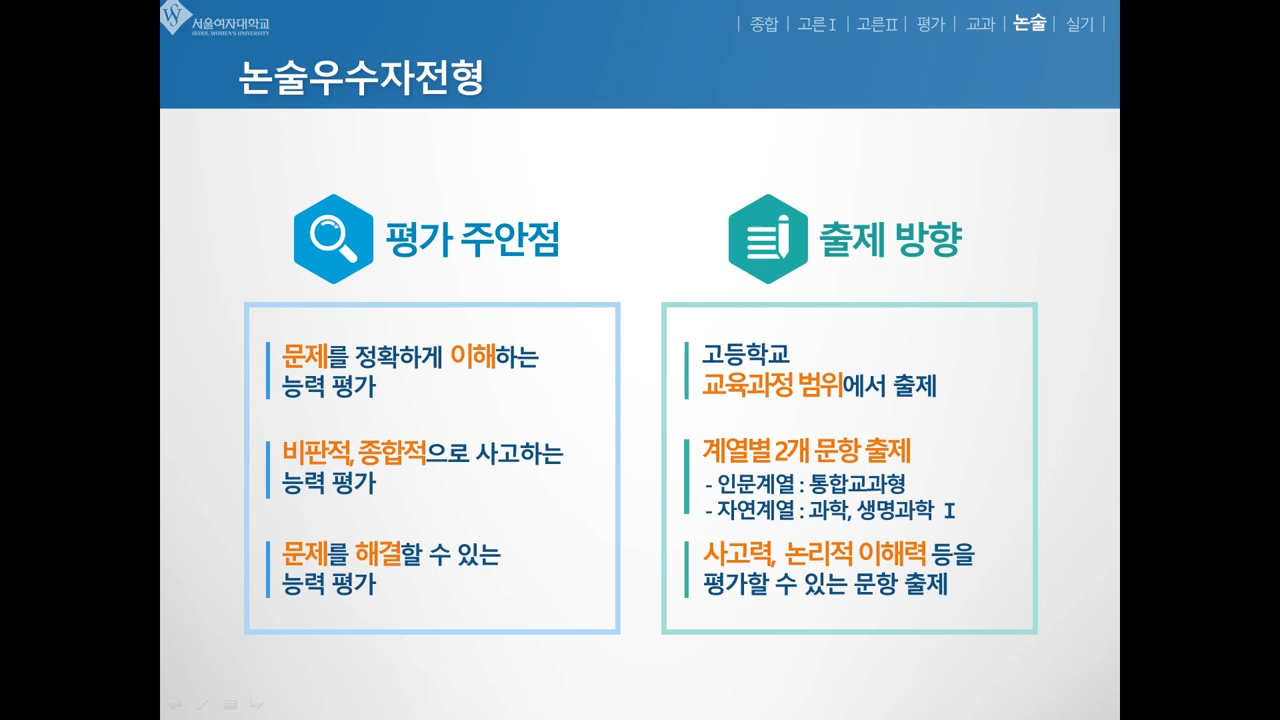 서울여자대학교
SEOUL WOMEN'S UNIVERSITY
| 종합 | 고른Ⅰ | 고른Ⅱ | 평가 | 교과 | 논술 | 실기 |
논술우수자전형
평가 주안점
문제를 정확하게 이해하는
능력 평가
비판적, 종합적으로 사고하는
능력 평가
문제를 해결할 수 있는
능력 평가
출제 방향
고등학교
교육과정 범위에서 출제
계열별 2개 문항 출제
- 인문계열 : 통합교과형
- 자연계열 : 과학, 생명과학 Ⅰ
사고력, 논리적 이해력 등을
평가할 수 있는 문항 출제